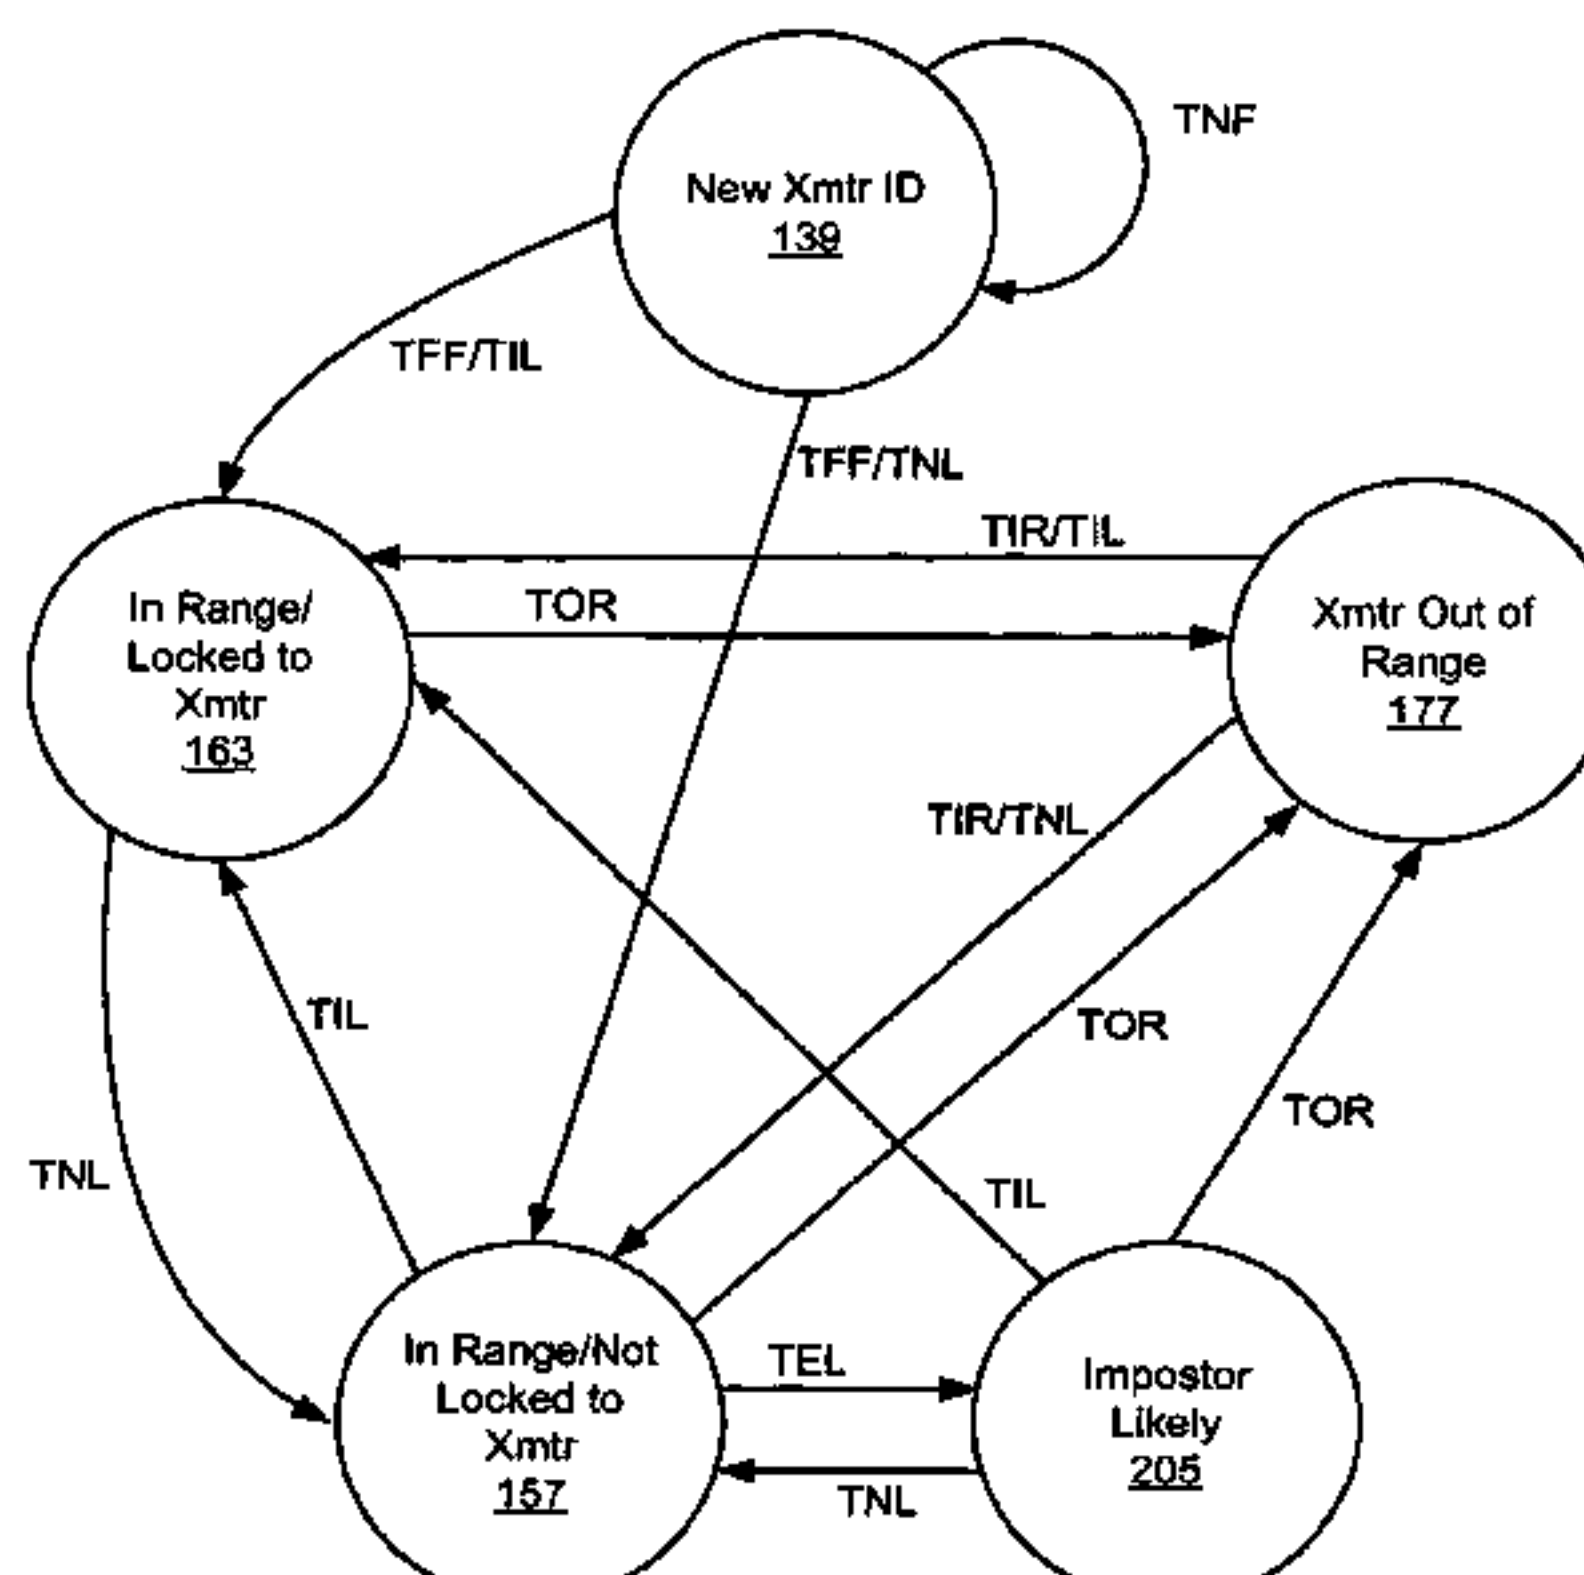 TNF
New Xmtr ID
139
TFF/TIL
TFF/TNL
TIR/TIL
TOR
In Range/
Locked to
Xmtr
163
Xmtr Out of
Range
177
TIR/TNL
TIL
TOR
TOR
TNL
TIL
In Range/Not
Locked to
Xmtr
157
TEL
TNL
Impostor
Likely
205